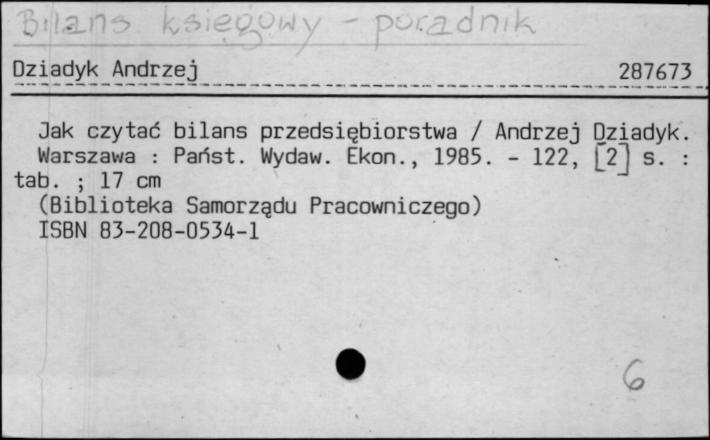 Bilans księgowy - poradnik
Dziadyk Andrzej 287673
Jak czytać bilans przedsiębiorstwa / Andrzej Dziadyk.
Warszawa : Państ. Wydaw. Ekon., 1985. - 122, [2] s. :
tab. ; 17 cm
(Biblioteka Samorządu Pracowniczego)
ISBN 83-208-0534-1
6